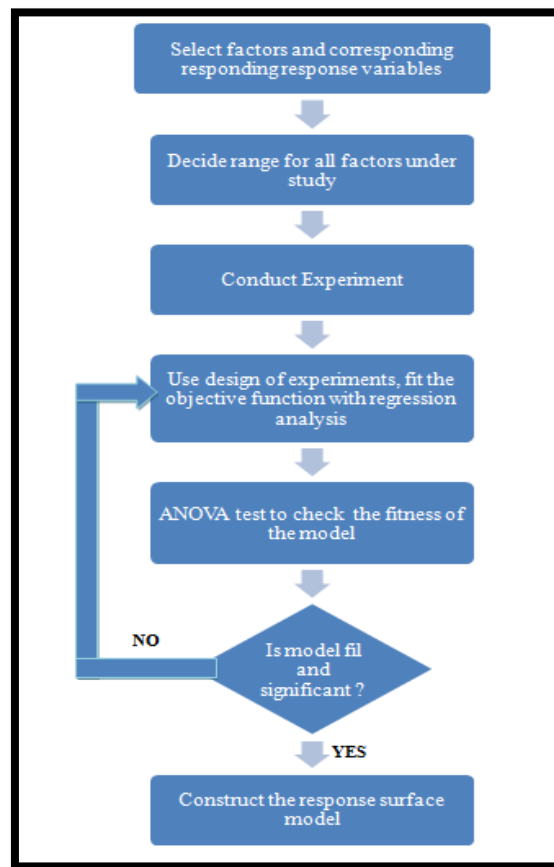 Select factors and corresponding
responding response variables
Decide range for all factors under
study
Conduct Experiment
Use design of experiments, fit the
objective function with regression
analysis
ANOVA test to check the fitness of
the model
NO
Is model fil
and
significant ?
YES
Construct the response surface
model